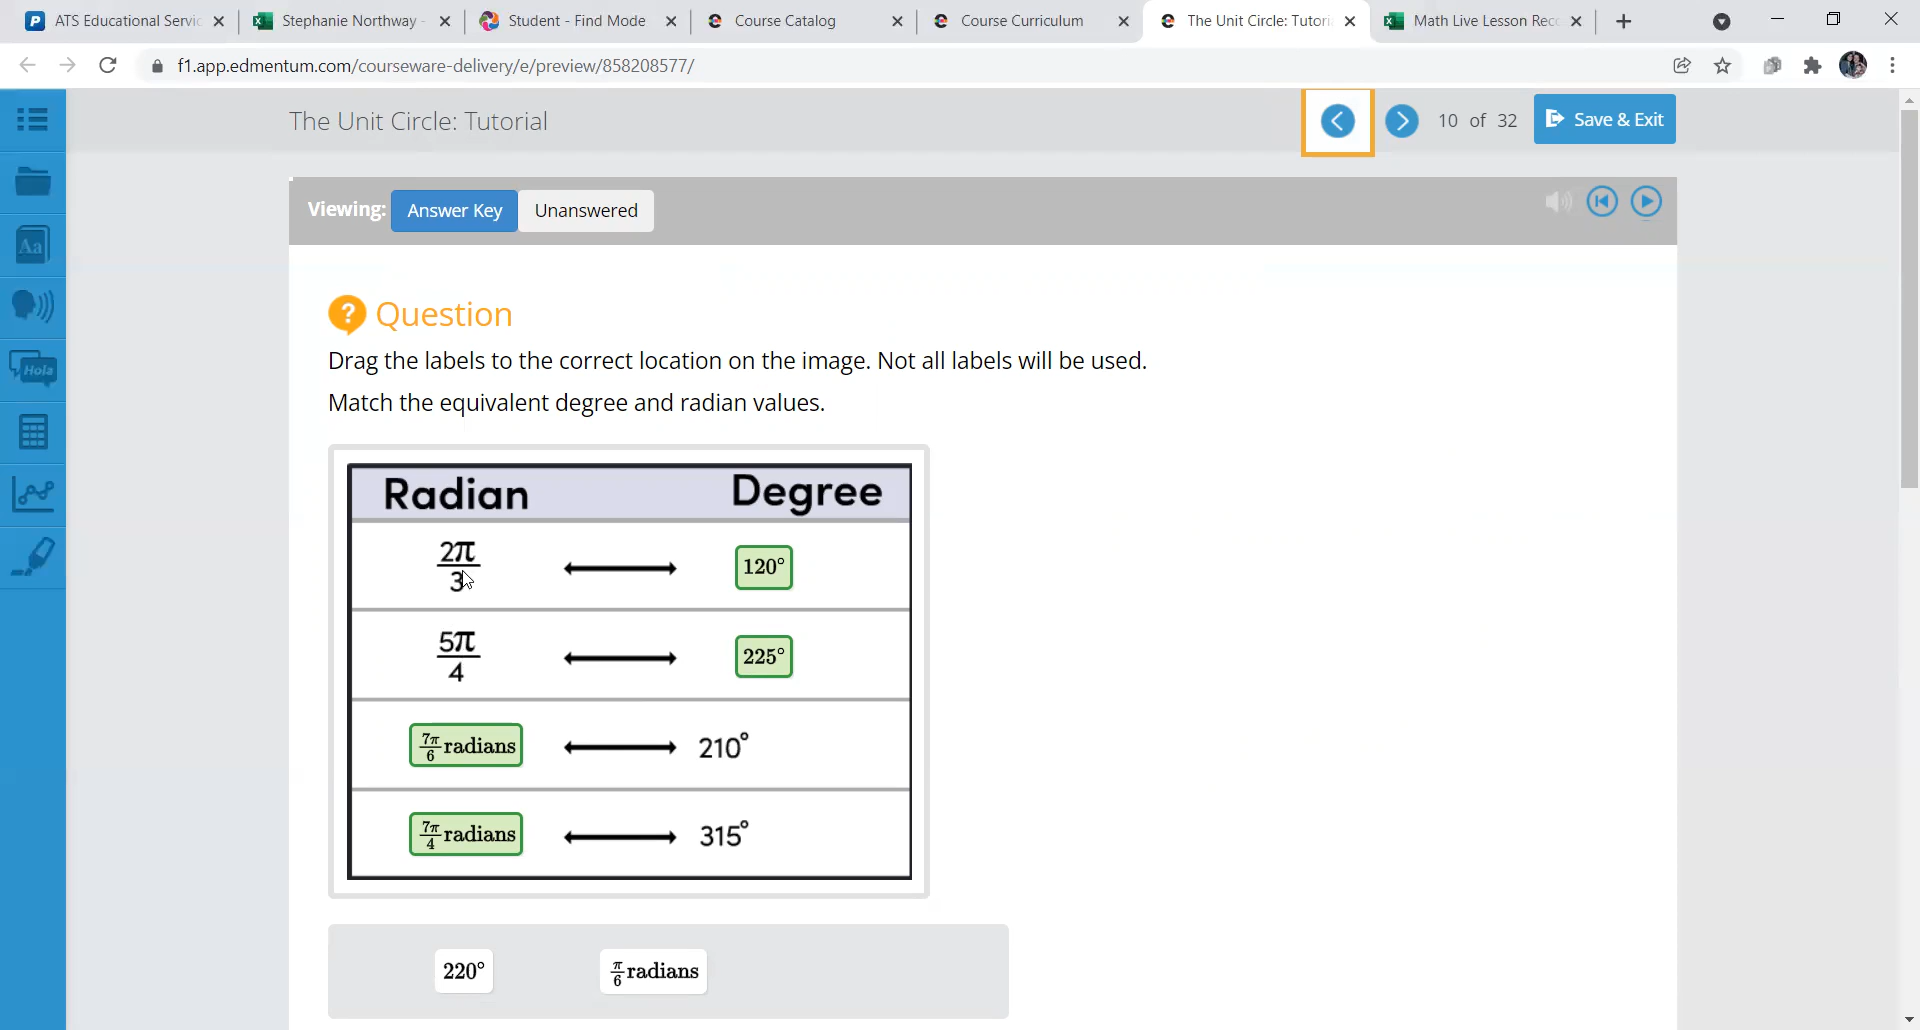 ATS Educational Servic
Stephanie Northway -
Student - Find Mode
Course Catalog
Course Curriculum
The Unit Circle: Tutori
Math Live Lesson Rec
f1.app.edmentum.com/courseware-delivery/e/preview/858208577/
The Unit Circle: Tutorial
10 of 32
Save & Exit
Aa
Hola
Viewing: Answer Key Unanswered
? Question
Drag the labels to the correct location on the image. Not all labels will be used.
Match the equivalent degree and radian values.
Radian Degree
2π/3 120°
5π/4 225°
7π/6 radians 210°
7π/4 radians 315°
220° π/6 radians